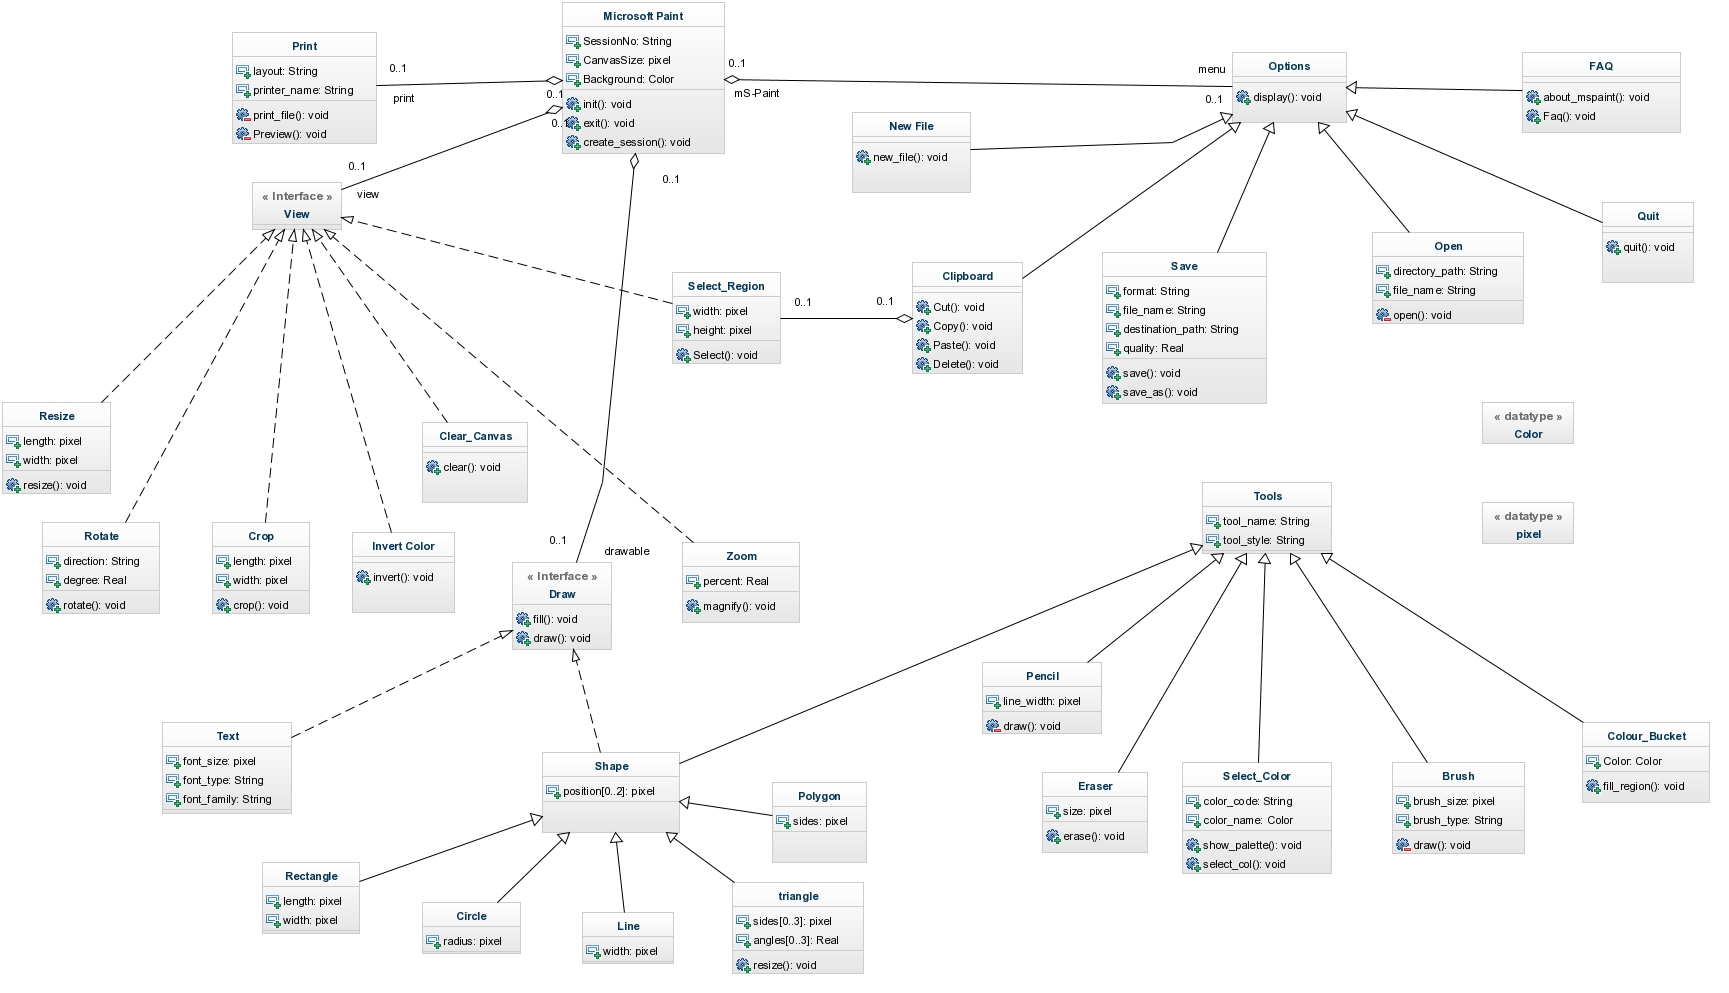 Microsoft Paint
SessionNo: String
CanvasSize: pixel
Background: Color
init(): void
exit(): void
create_session(): void
Print
layout: String
printer_name: String
print_file(): void
Preview(): void
0..1
print
0..1
0..1
0..1
view
0..1
mS-Paint
menu
0..1
0..1
Options
display(): void
FAQ
about_mspaint(): void
Faq(): void
New File
new_file(): void
« Interface »
View
Quit
quit(): void
Open
directory_path: String
file_name: String
open(): void
Save
format: String
file_name: String
destination_path: String
quality: Real
save(): void
save_as(): void
Clipboard
Cut(): void
Copy(): void
Paste(): void
Delete(): void
0..1
0..1
Select_Region
width: pixel
height: pixel
Select(): void
Resize
length: pixel
width: pixel
resize(): void
Clear_Canvas
clear(): void
« datatype »
Color
« datatype »
pixel
Rotate
direction: String
degree: Real
rotate(): void
Crop
length: pixel
width: pixel
crop(): void
Invert Color
invert(): void
0..1
drawable
« Interface »
Draw
fill(): void
draw(): void
Zoom
percent: Real
magnify(): void
Tools
tool_name: String
tool_style: String
Pencil
line_width: pixel
draw(): void
Text
font_size: pixel
font_type: String
font_family: String
Shape
position[0..2]: pixel
Polygon
sides: pixel
Eraser
size: pixel
erase(): void
Select_Color
color_code: String
color_name: Color
show_palette(): void
select_col(): void
Brush
brush_size: pixel
brush_type: String
draw(): void
Colour_Bucket
Color: Color
fill_region(): void
Rectangle
length: pixel
width: pixel
Circle
radius: pixel
Line
width: pixel
triangle
sides[0..3]: pixel
angles[0..3]: Real
resize(): void